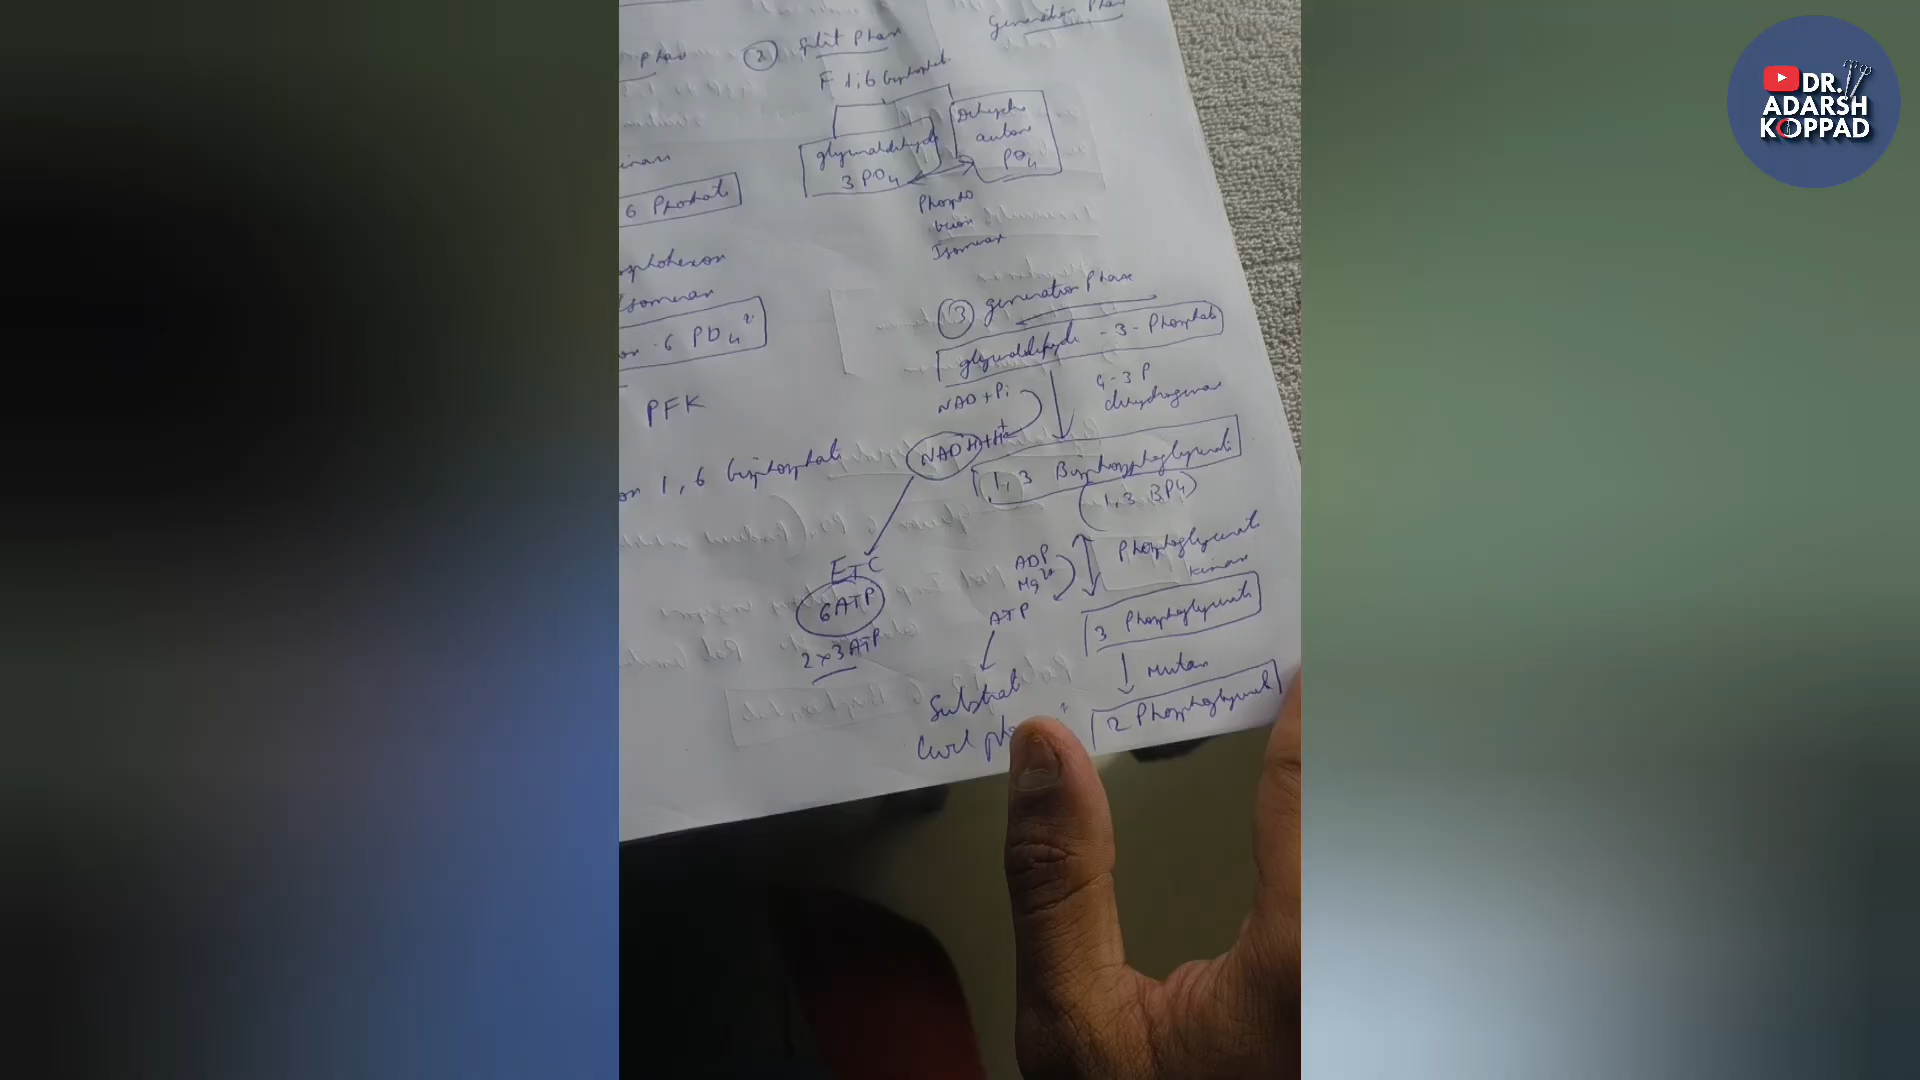 ② Split Phase
Generation Phase
F 1,6 bisphosphate
glyceraldehyde
3 PO4
Dihydroxy
acetone
PO4
Phospho
triose
Isomerase
6 Phosphate
Isomerase
6 PO4
PFK
1,6 bisphosphate
③ generation Phase
glyceraldehyde - 3 - Phosphate
NAD + Pi
G-3 P
dehydrogenase
NADH+H+
1,3 Bisphosphoglycerate
(1,3 BPG)
ETC
6ATP
2x3ATP
ADP
Mg2+
ATP
Phosphoglycerate
kinase
3 Phosphoglycerate
Mutase
2 Phosphoglycerate
Substrate
level
DR.
ADARSH
KOPPAD